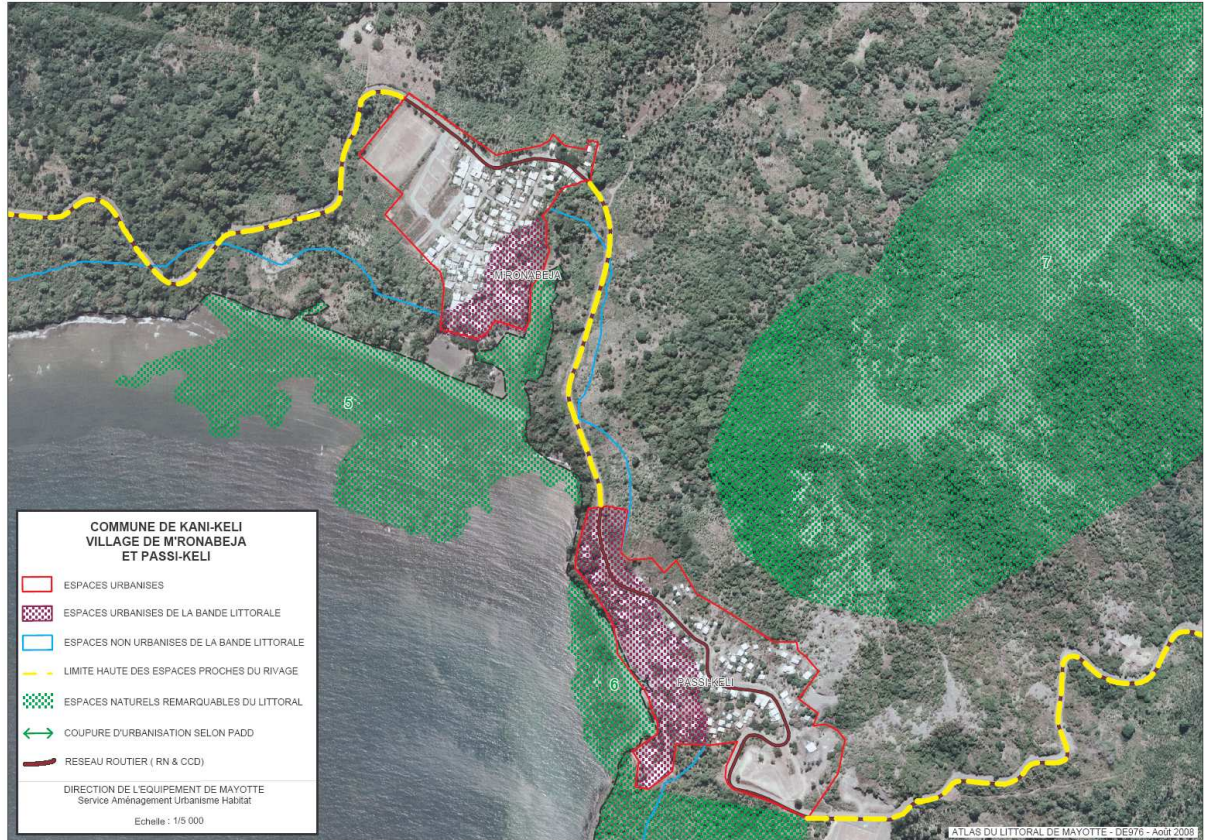 M'RONABEJA
7
5
6
PASSI-KELI
COMMUNE DE KANI-KELI
VILLAGE DE M'RONABEJA
ET PASSI-KELI
ESPACES URBANISES
ESPACES URBANISES DE LA BANDE LITTORALE
ESPACES NON URBANISES DE LA BANDE LITTORALE
LIMITE HAUTE DES ESPACES PROCHES DU RIVAGE
ESPACES NATURELS REMARQUABLES DU LITTORAL
COUPURE D'URBANISATION SELON PADD
RESEAU ROUTIER ( RN & CCD)
DIRECTION DE L'EQUIPEMENT DE MAYOTTE
Service Aménagement Urbanisme Habitat
Echelle : 1/5 000
ATLAS DU LITTORAL DE MAYOTTE - DE976 - Août 2008